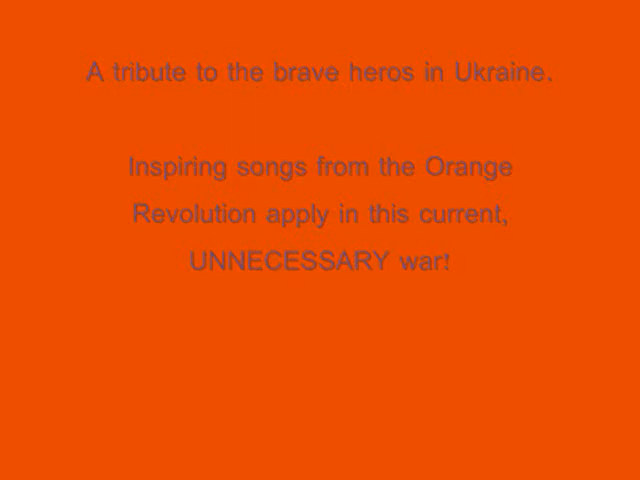 A tribute to the brave heros in Ukraine.
Inspiring songs from the Orange
Revolution apply in this current,
UNNECESSARY war!